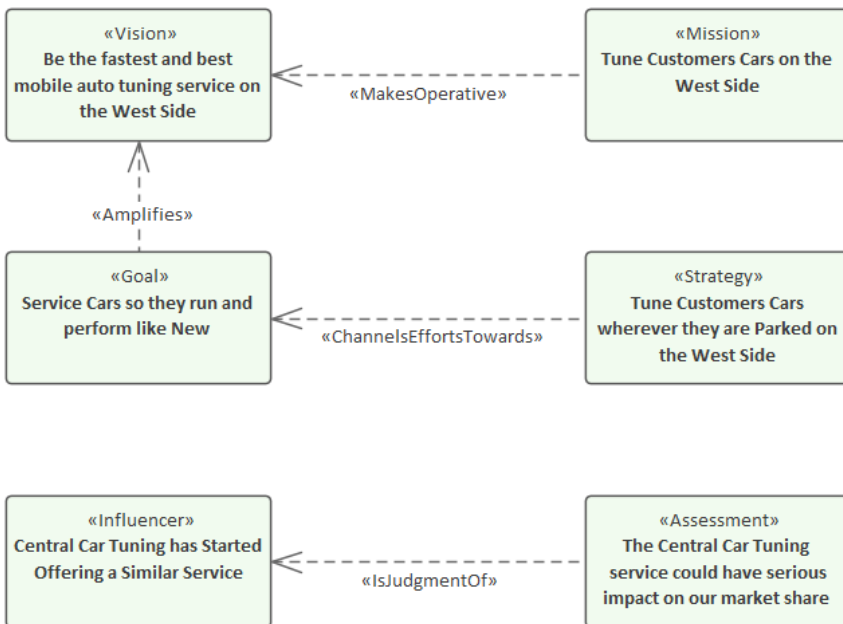 «Vision»
Be the fastest and best
mobile auto tuning service on
the West Side
«Mission»
Tune Customers Cars on the
West Side
«MakesOperative»
«Amplifies»
«Goal»
Service Cars so they run and
perform like New
«Strategy»
Tune Customers Cars
wherever they are Parked on
the West Side
«ChannelsEffortsTowards»
«Influencer»
Central Car Tuning has Started
Offering a Similar Service
«Assessment»
The Central Car Tuning
service could have serious
impact on our market share
«IsJudgmentOf»